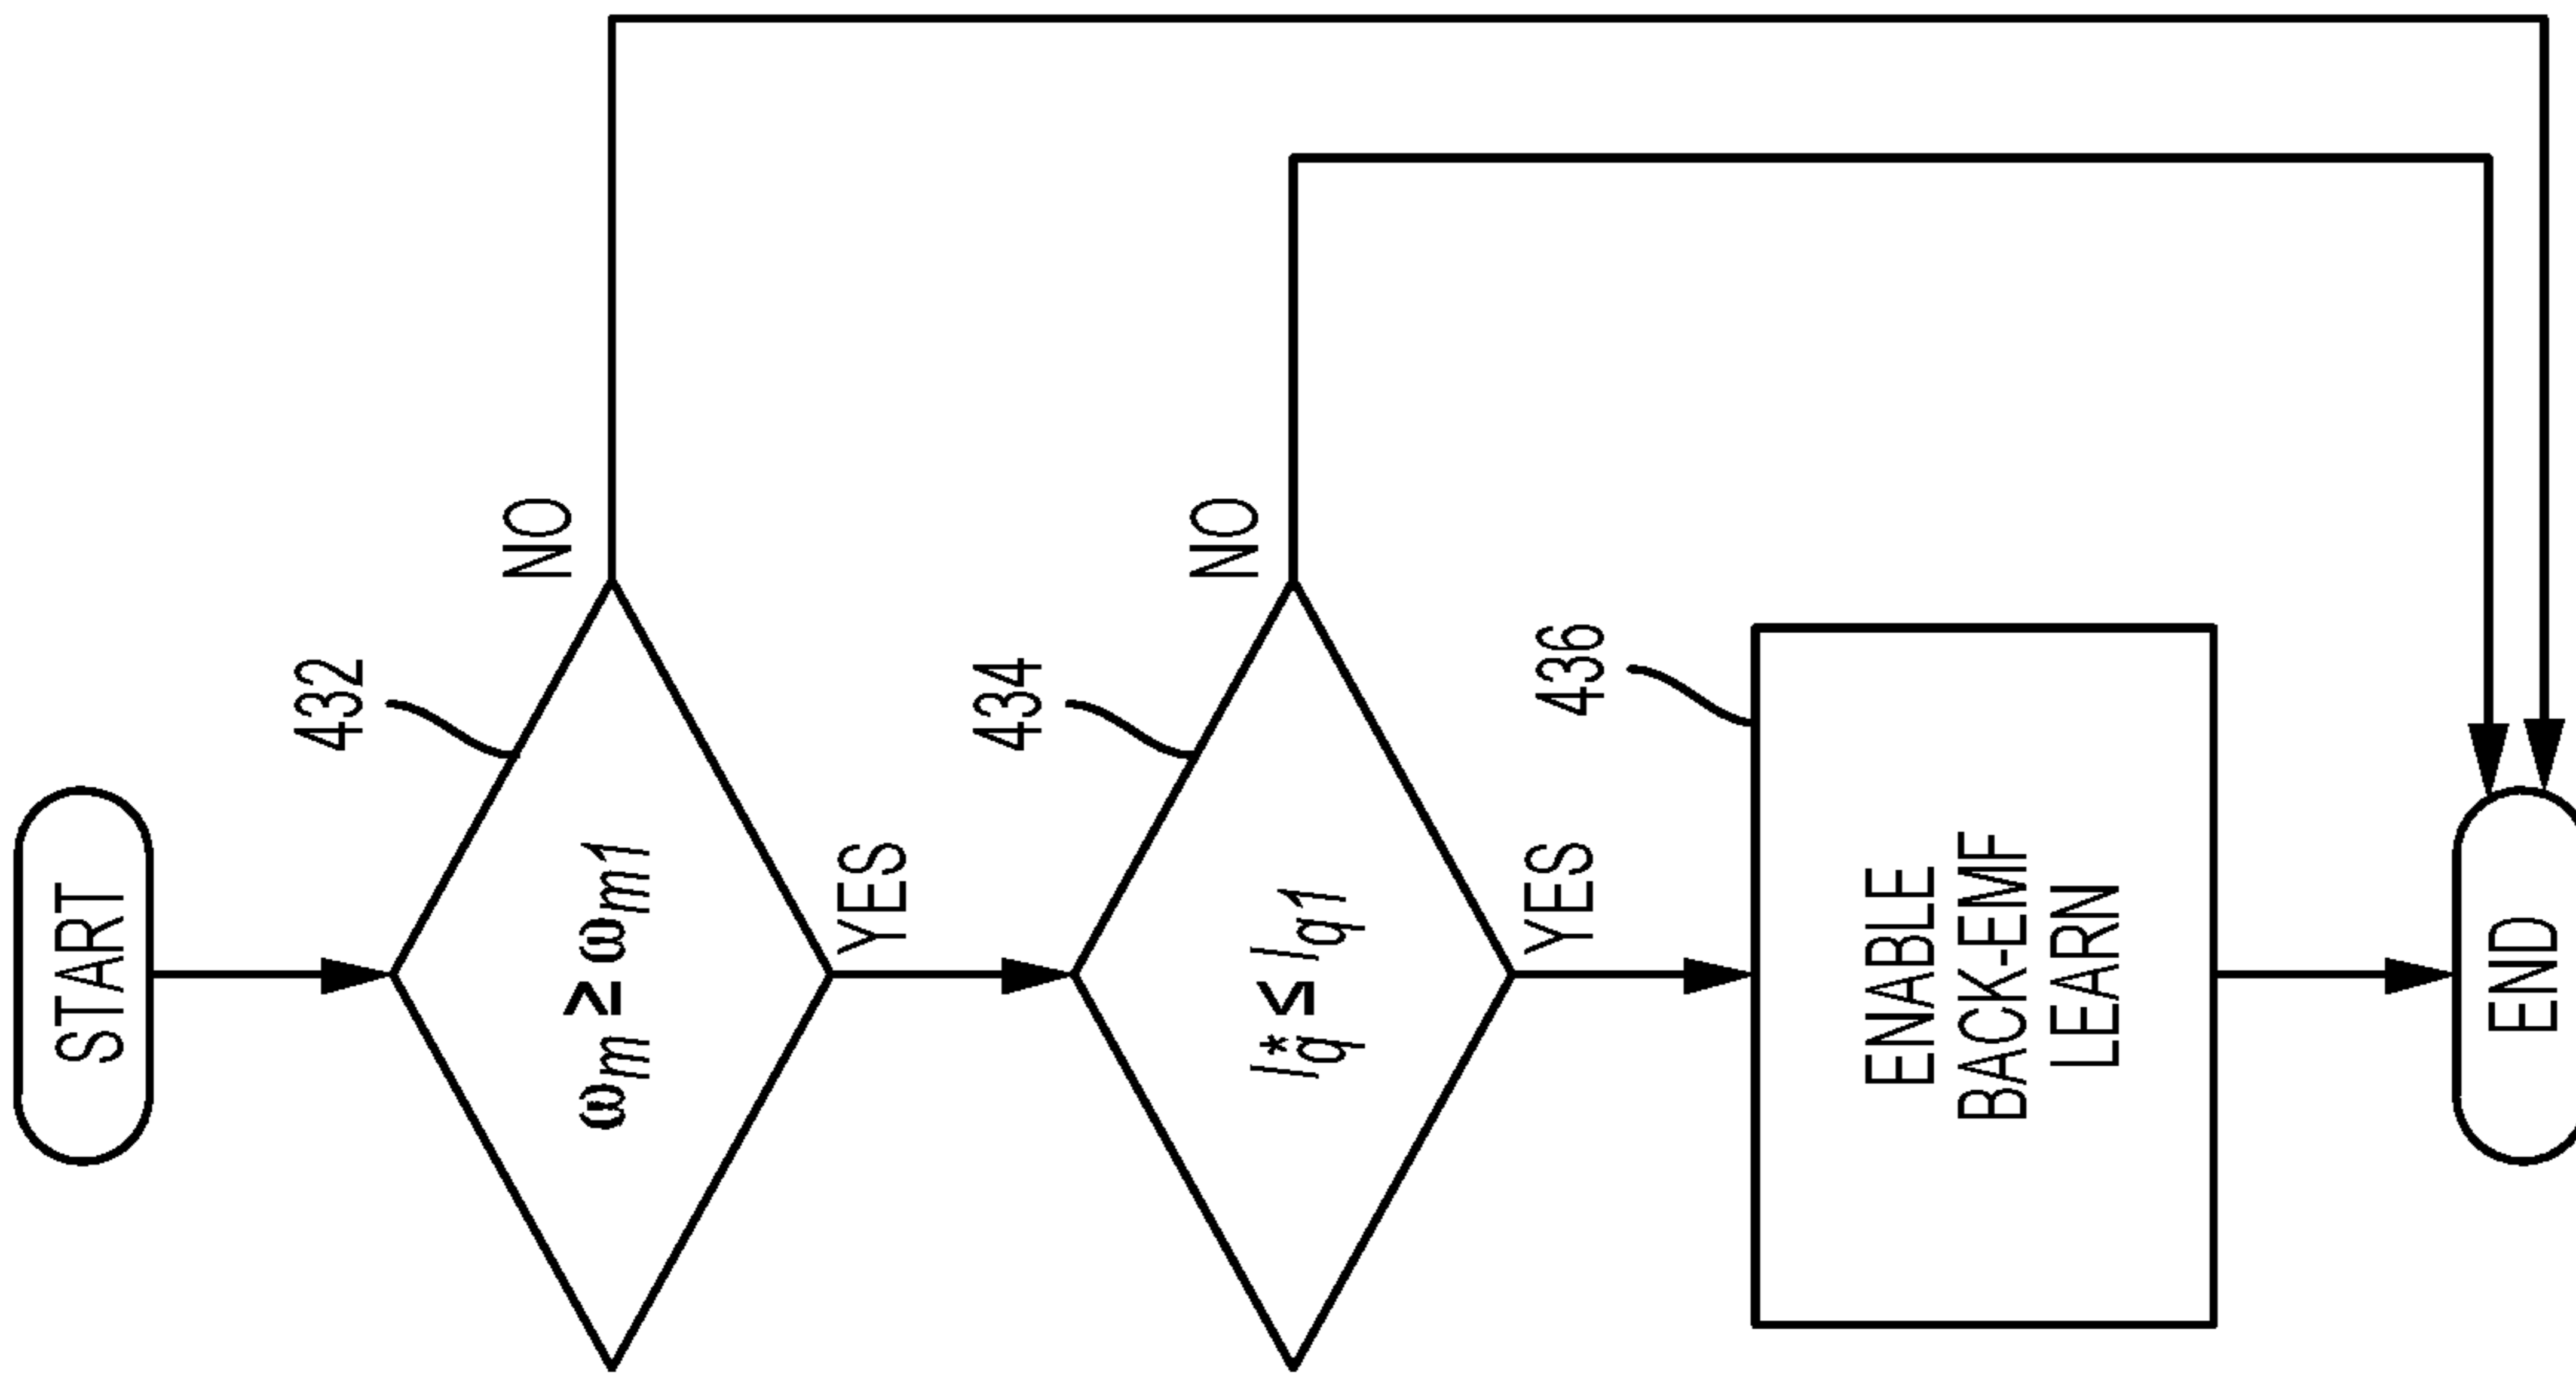 START
432
ωm ≥ ωm1
NO
YES
434
I*q ≤ Iq1
NO
YES
436
ENABLE
BACK-EMF
LEARN
END